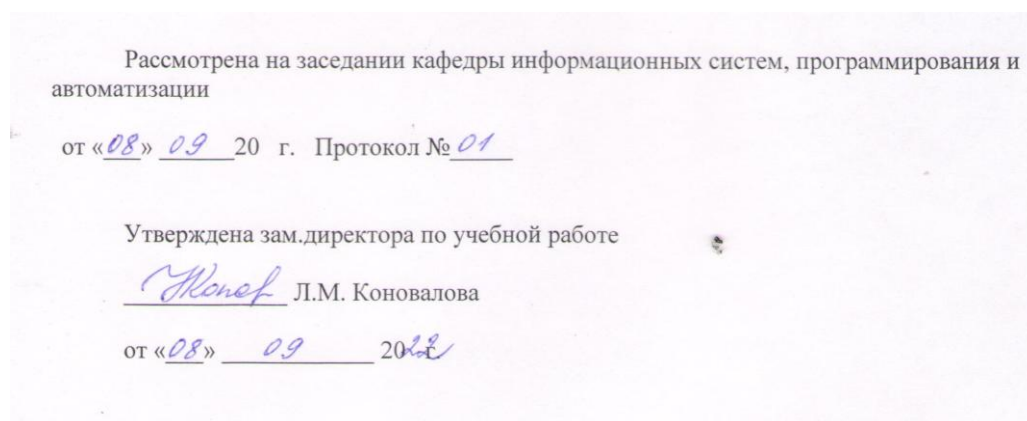 Рассмотрена на заседании кафедры информационных систем, программирования и
автоматизации
от «08» 09 20 г. Протокол № 01
Утверждена зам.директора по учебной работе
Л.М. Коновалова
от «08» 09 2022 г.